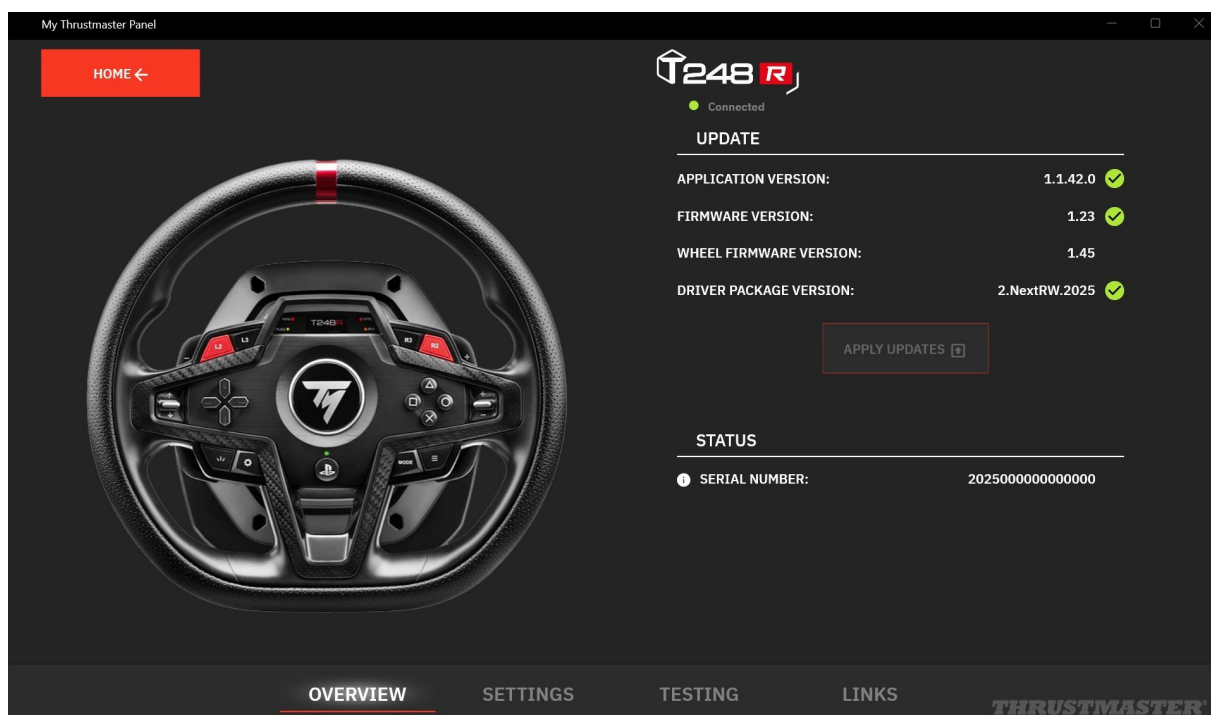 My Thrustmaster Panel
HOME
T248 R
Connected
UPDATE
APPLICATION VERSION: 1.1.42.0
FIRMWARE VERSION: 1.23
WHEEL FIRMWARE VERSION: 1.45
DRIVER PACKAGE VERSION: 2.NextRW.2025
APPLY UPDATES
T248R
L2 L3 R3 R2
MODE
STATUS
SERIAL NUMBER: 2025000000000000
OVERVIEW SETTINGS TESTING LINKS
THRUSTMASTER